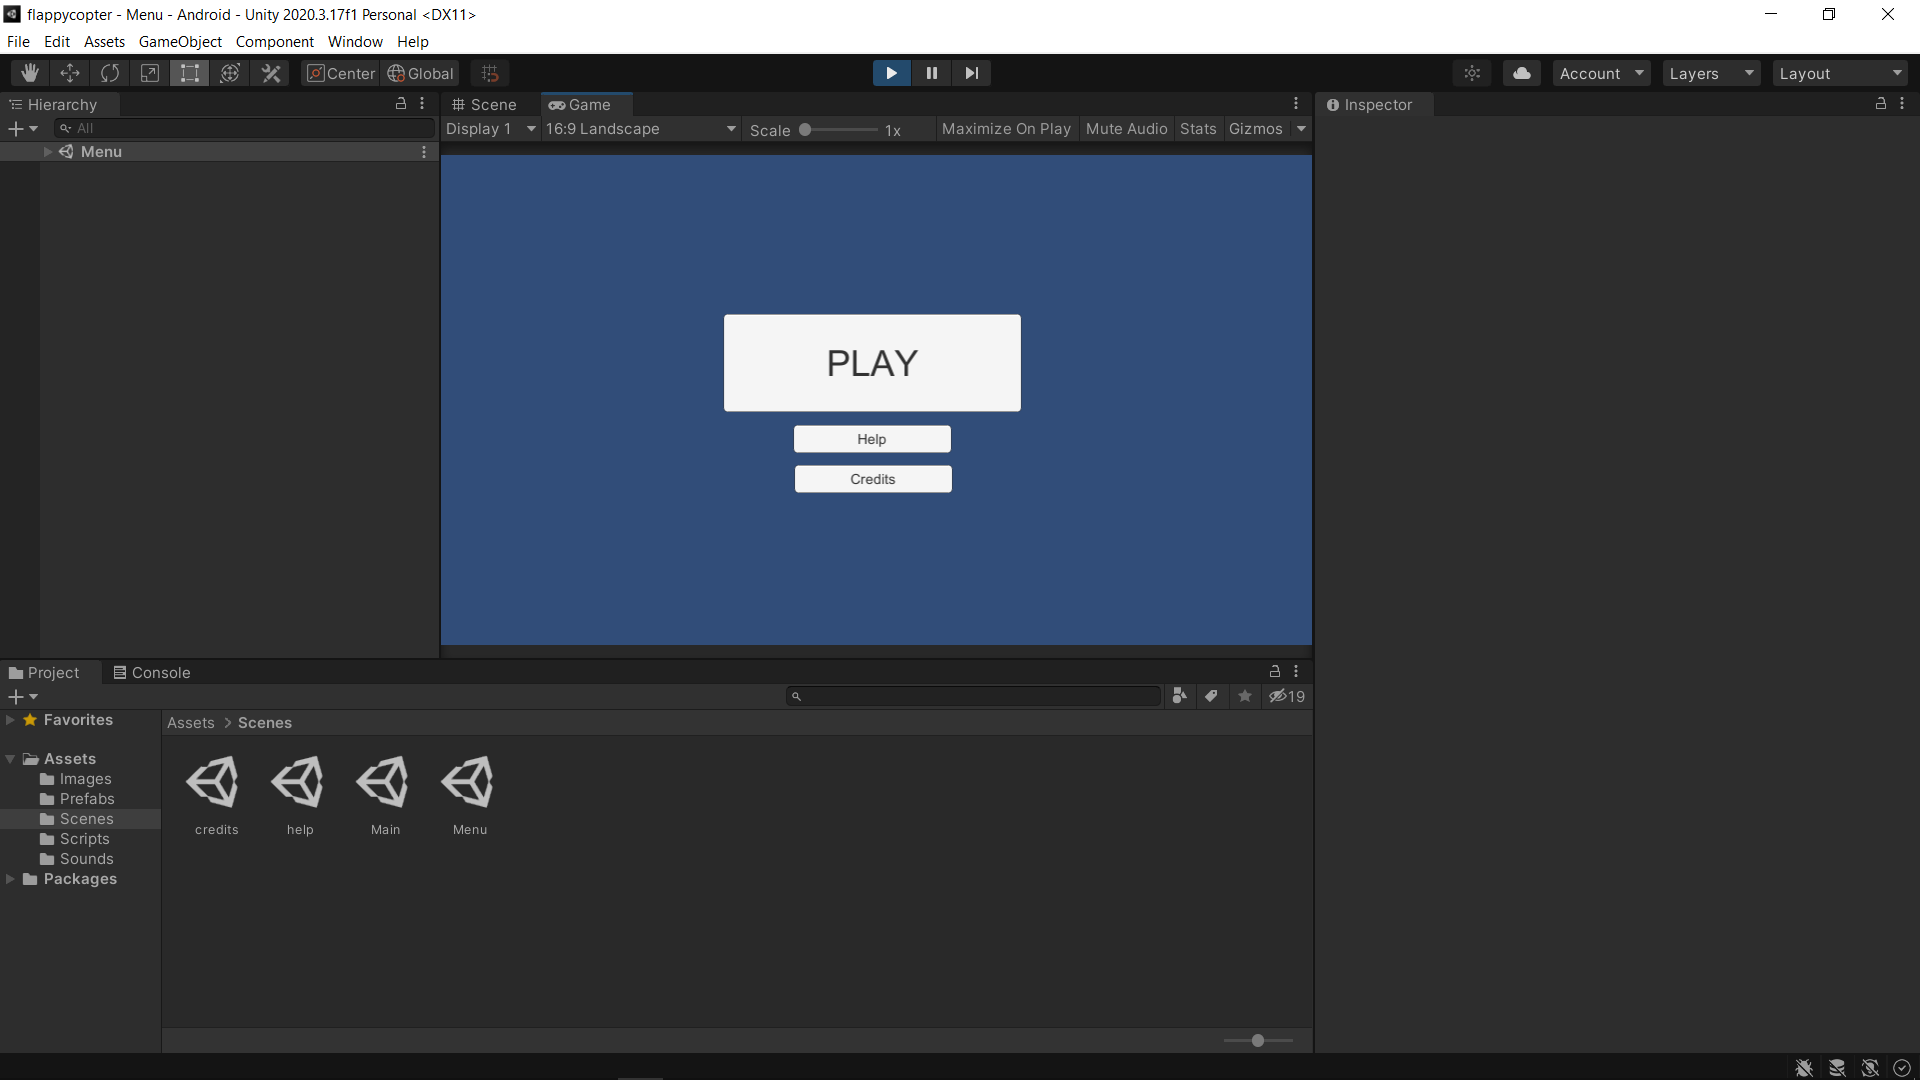 flappycopter - Menu - Android - Unity 2020.3.17f1 Personal <DX11>
File Edit Assets GameObject Component Window Help
Center Global Account Layers Layout
Hierarchy Scene Game Inspector
All Display 1 16:9 Landscape Scale 1x Maximize On Play Mute Audio Stats Gizmos
Menu
PLAY
Help
Credits
Project Console
19
Favorites
Assets > Scenes
Assets
Images
Prefabs
Scenes
Scripts
Sounds
Packages
credits help Main Menu